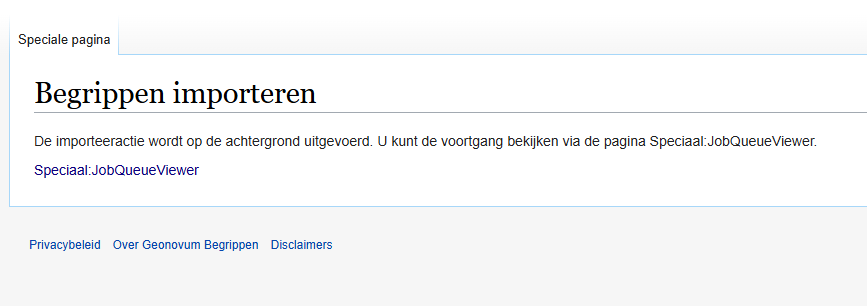 Speciale pagina
Begrippen importeren
De importeeractie wordt op de achtergrond uitgevoerd. U kunt de voortgang bekijken via de pagina Speciaal:JobQueueViewer.
Speciaal:JobQueueViewer
Privacybeleid Over Geonovum Begrippen Disclaimers